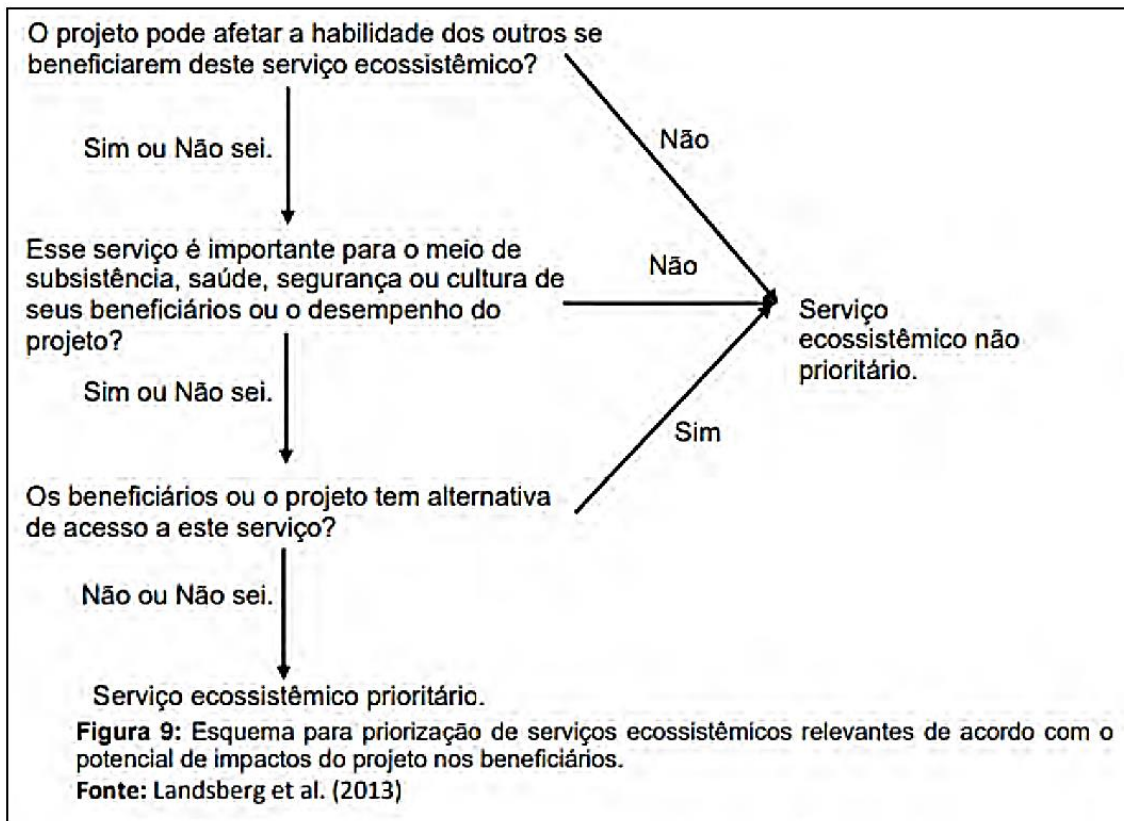 O projeto pode afetar a habilidade dos outros se
beneficiarem deste serviço ecossistêmico?
Não
Sim ou Não sei.
Esse serviço é importante para o meio de
subsistência, saúde, segurança ou cultura de
seus beneficiários ou o desempenho do
projeto?
Não
Serviço
ecossistêmico não
prioritário.
Sim ou Não sei.
Sim
Os beneficiários ou o projeto tem alternativa
de acesso a este serviço?
Não ou Não sei.
Serviço ecossistêmico prioritário.
Figura 9: Esquema para priorização de serviços ecossistêmicos relevantes de acordo com o
potencial de impactos do projeto nos beneficiários.
Fonte: Landsberg et al. (2013)